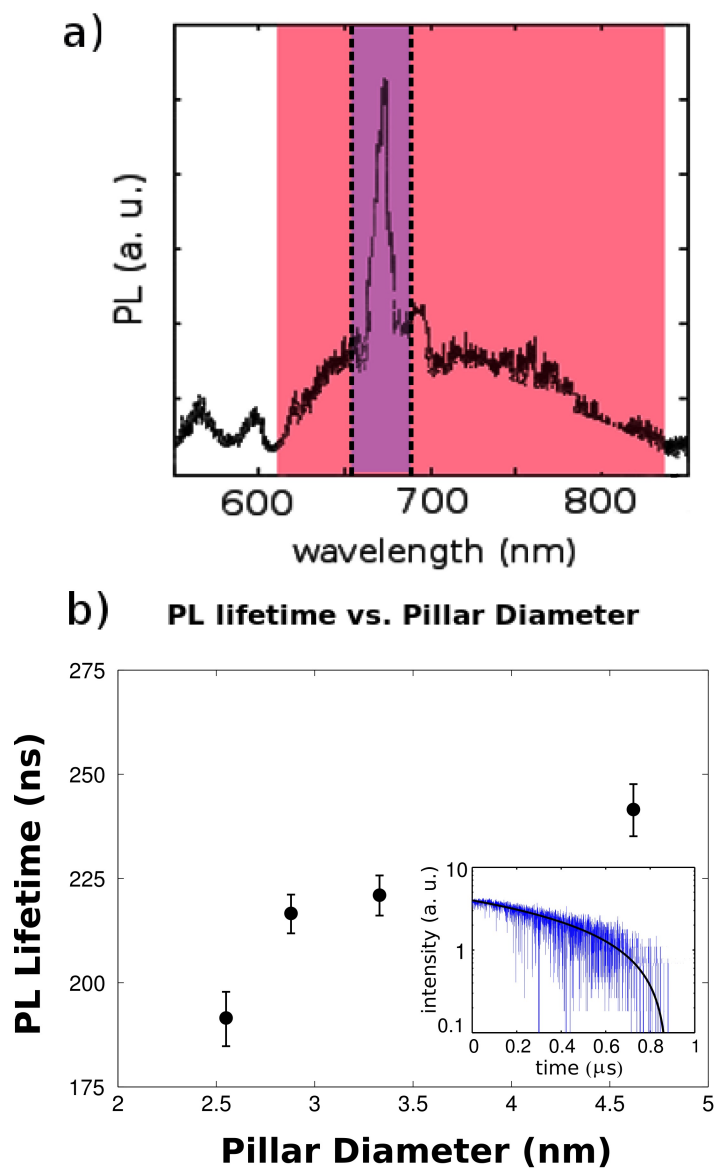 a)
PL (a. u.)
600 700 800
wavelength (nm)
b) PL lifetime vs. Pillar Diameter
PL Lifetime (ns)
275
250
225
200
175
2 2.5 3 3.5 4 4.5 5
Pillar Diameter (nm)
intensity (a. u.)
10
1
0.1
0 0.2 0.4 0.6 0.8 1
time (μs)